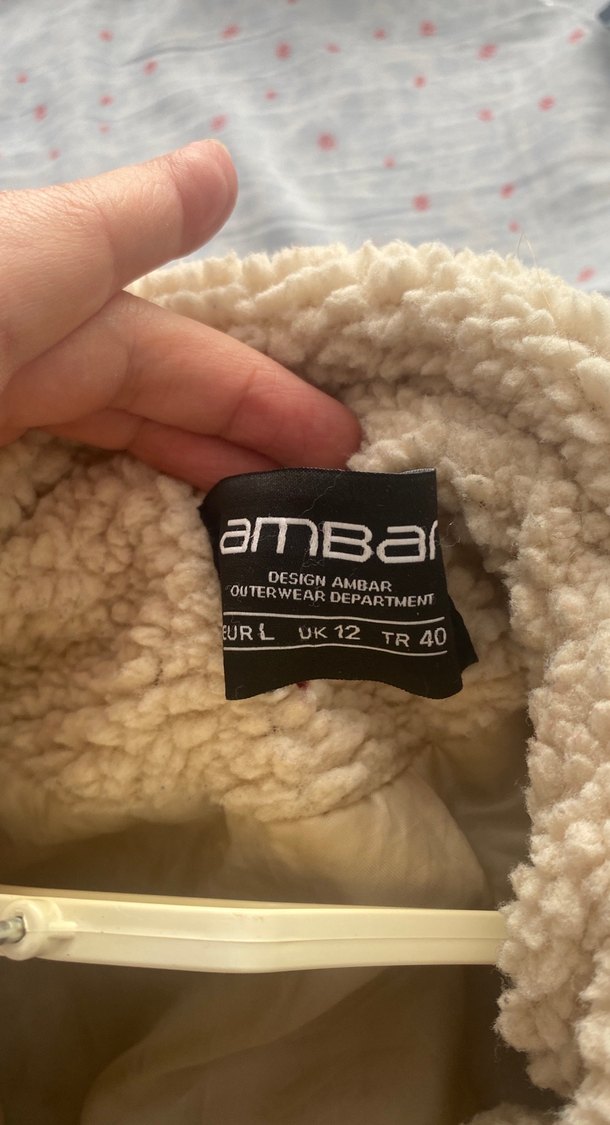 amBar
DESIGN AMBAR
OUTERWEAR DEPARTMENT
EUR L UK 12 TR 40